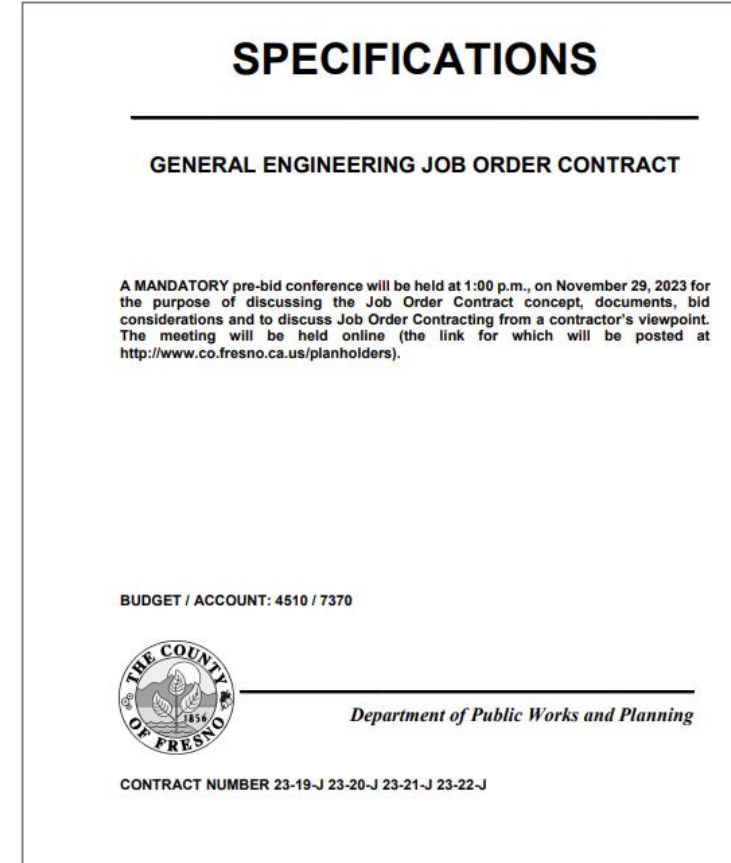 SPECIFICATIONS
GENERAL ENGINEERING JOB ORDER CONTRACT
A MANDATORY pre-bid conference will be held at 1:00 p.m., on November 29, 2023 for
the purpose of discussing the Job Order Contract concept, documents, bid
considerations and to discuss Job Order Contracting from a contractor's viewpoint.
The meeting will be held online (the link for which will be posted at
http://www.co.fresno.ca.us/planholders).
BUDGET / ACCOUNT: 4510 / 7370
THE COUNTY
1856
OF FRESNO
Department of Public Works and Planning
CONTRACT NUMBER 23-19-J 23-20-J 23-21-J 23-22-J